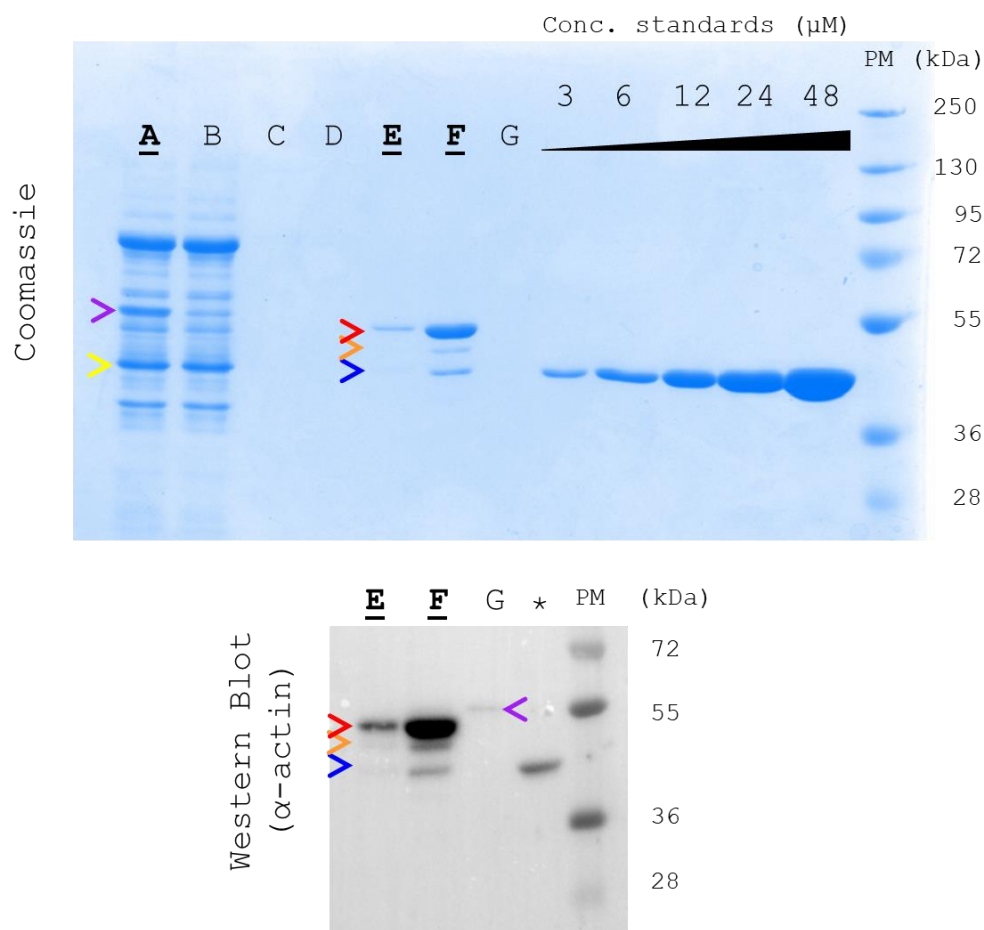 Conc. standards (µM)
PM (kDa)
3 6 12 24 48
250
A B C D E F G
130
95
72
55
36
28
Coomassie
E F G * PM (kDa)
72
55
36
28
Western Blot
(α-actin)